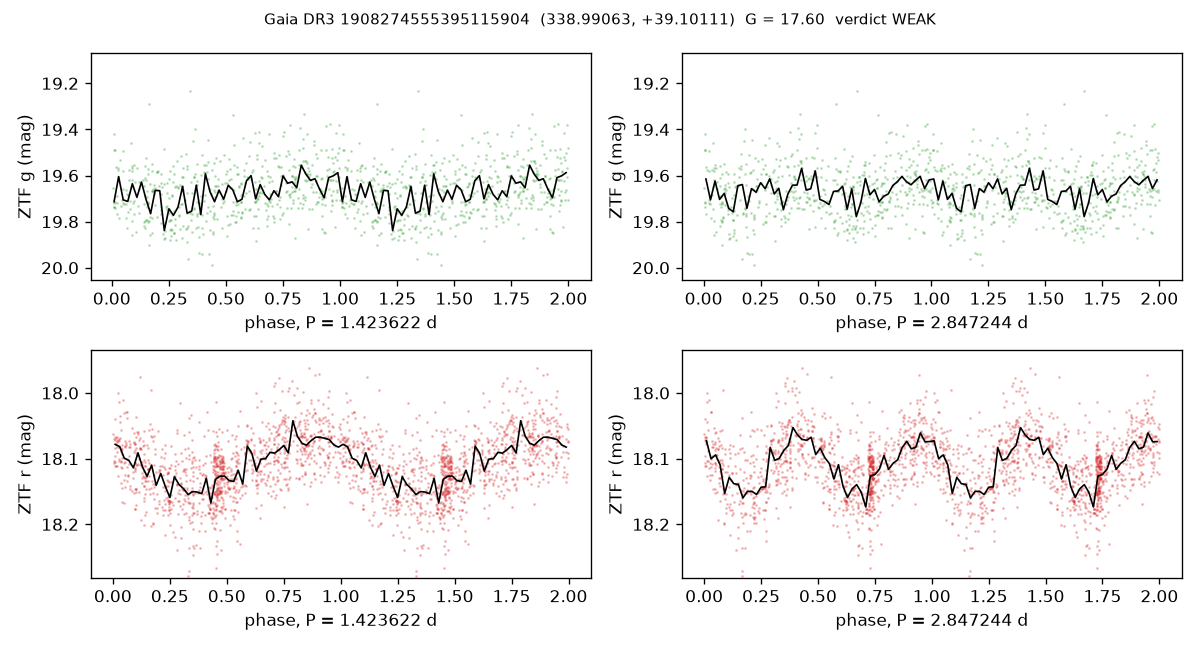 Gaia DR3 1908274555395115904 (338.99063, +39.10111) G = 17.60 verdict WEAK
ZTF g (mag)
19.2
19.4
19.6
19.8
20.0
0.00 0.25 0.50 0.75 1.00 1.25 1.50 1.75 2.00
phase, P = 1.423622 d
ZTF g (mag)
19.2
19.4
19.6
19.8
20.0
0.00 0.25 0.50 0.75 1.00 1.25 1.50 1.75 2.00
phase, P = 2.847244 d
ZTF r (mag)
18.0
18.1
18.2
0.00 0.25 0.50 0.75 1.00 1.25 1.50 1.75 2.00
phase, P = 1.423622 d
ZTF r (mag)
18.0
18.1
18.2
0.00 0.25 0.50 0.75 1.00 1.25 1.50 1.75 2.00
phase, P = 2.847244 d